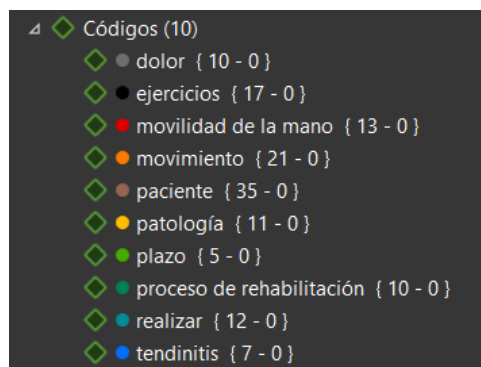 Códigos (10)
dolor { 10 - 0 }
ejercicios { 17 - 0 }
movilidad de la mano { 13 - 0 }
movimiento { 21 - 0 }
paciente { 35 - 0 }
patología { 11 - 0 }
plazo { 5 - 0 }
proceso de rehabilitación { 10 - 0 }
realizar { 12 - 0 }
tendinitis { 7 - 0 }